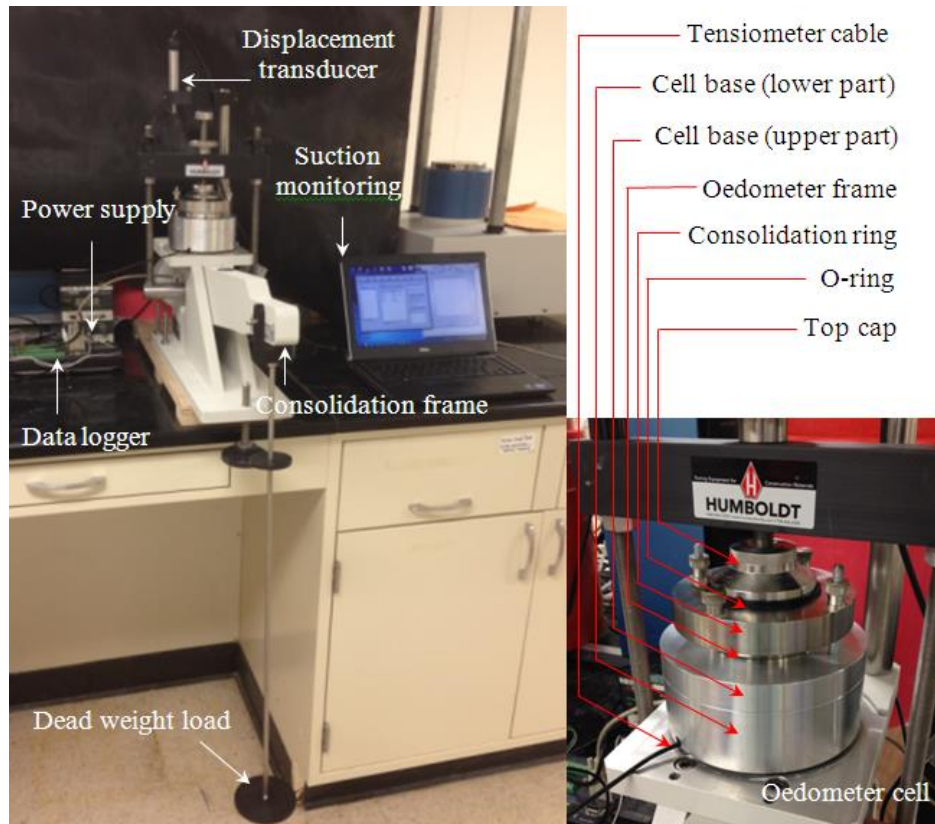 Displacement
transducer
Suction
monitoring
Power supply
HUMBOLDT
Consolidation frame
Data logger
Dead weight load
Tensiometer cable
Cell base (lower part)
Cell base (upper part)
Oedometer frame
Consolidation ring
O-ring
Top cap
H
HUMBOLDT
Oedometer cell